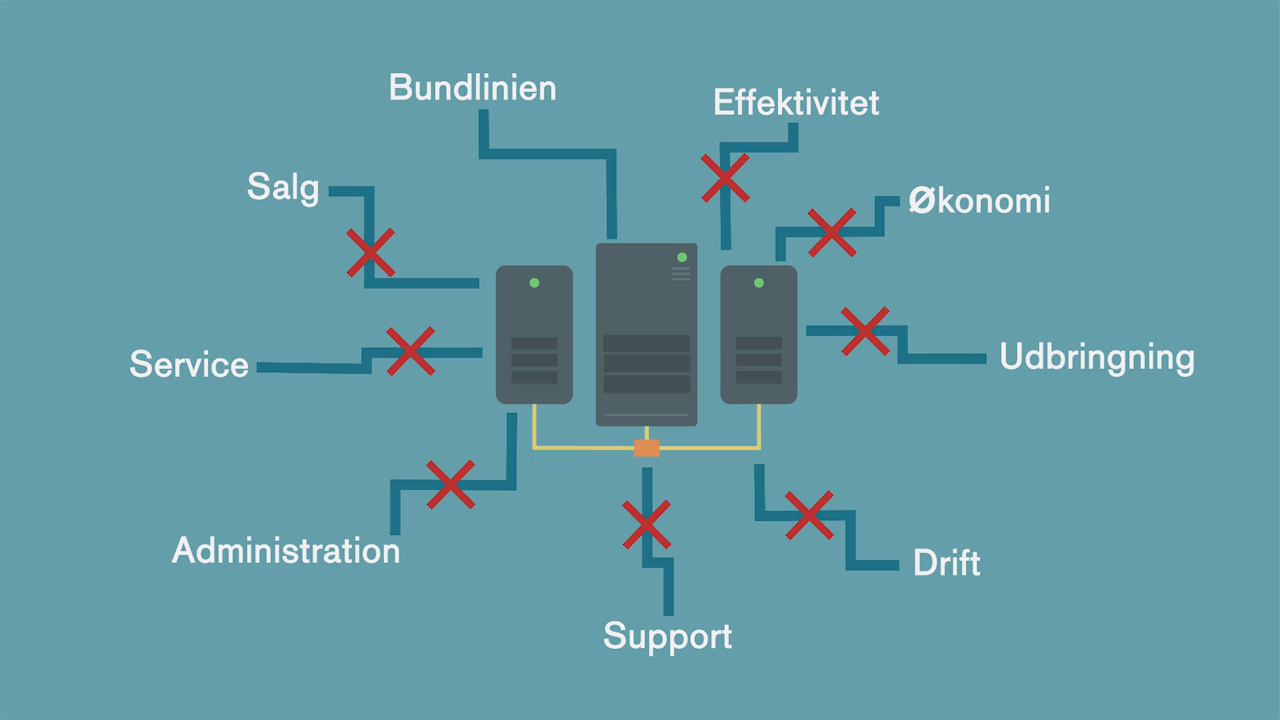 Bundlinien
Effektivitet
Salg
Økonomi
Service
Udbringning
Administration
Drift
Support